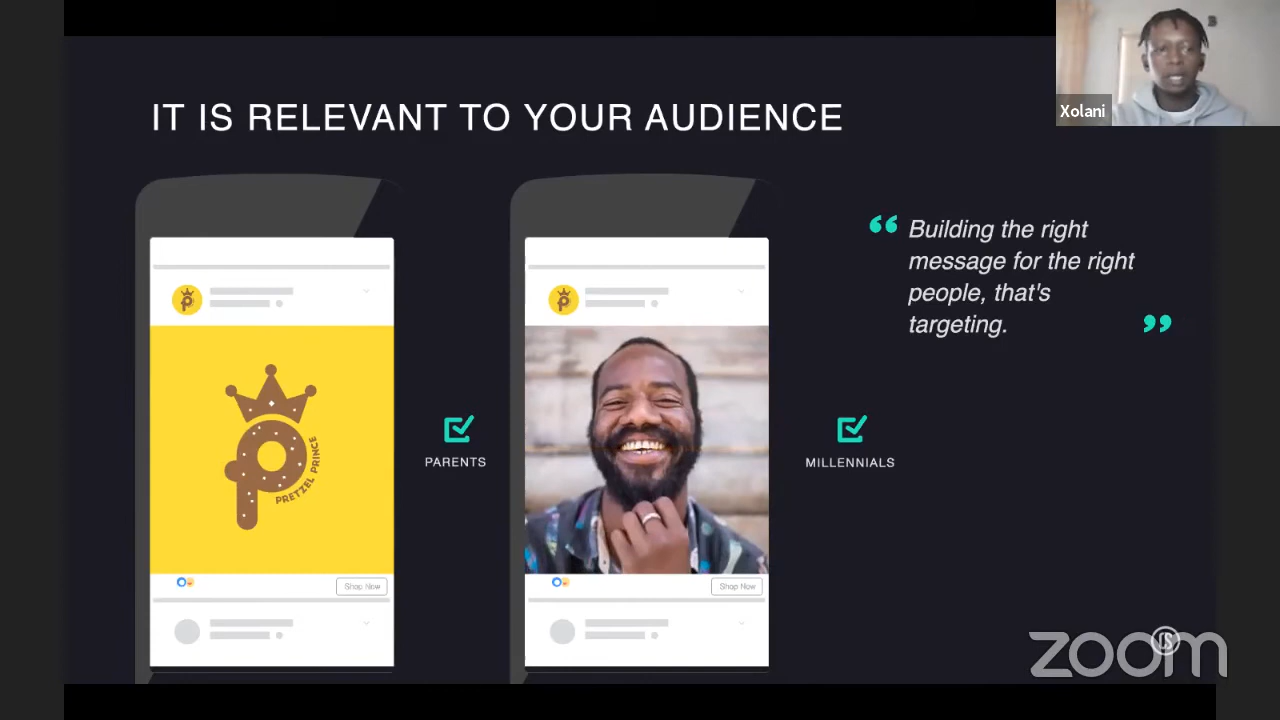 IT IS RELEVANT TO YOUR AUDIENCE
Xolani
“ Building the right
message for the right
people, that's
targeting. ”
PRETZEL PRINCE
PARENTS
MILLENNIALS
Shop Now
Shop Now
zoom